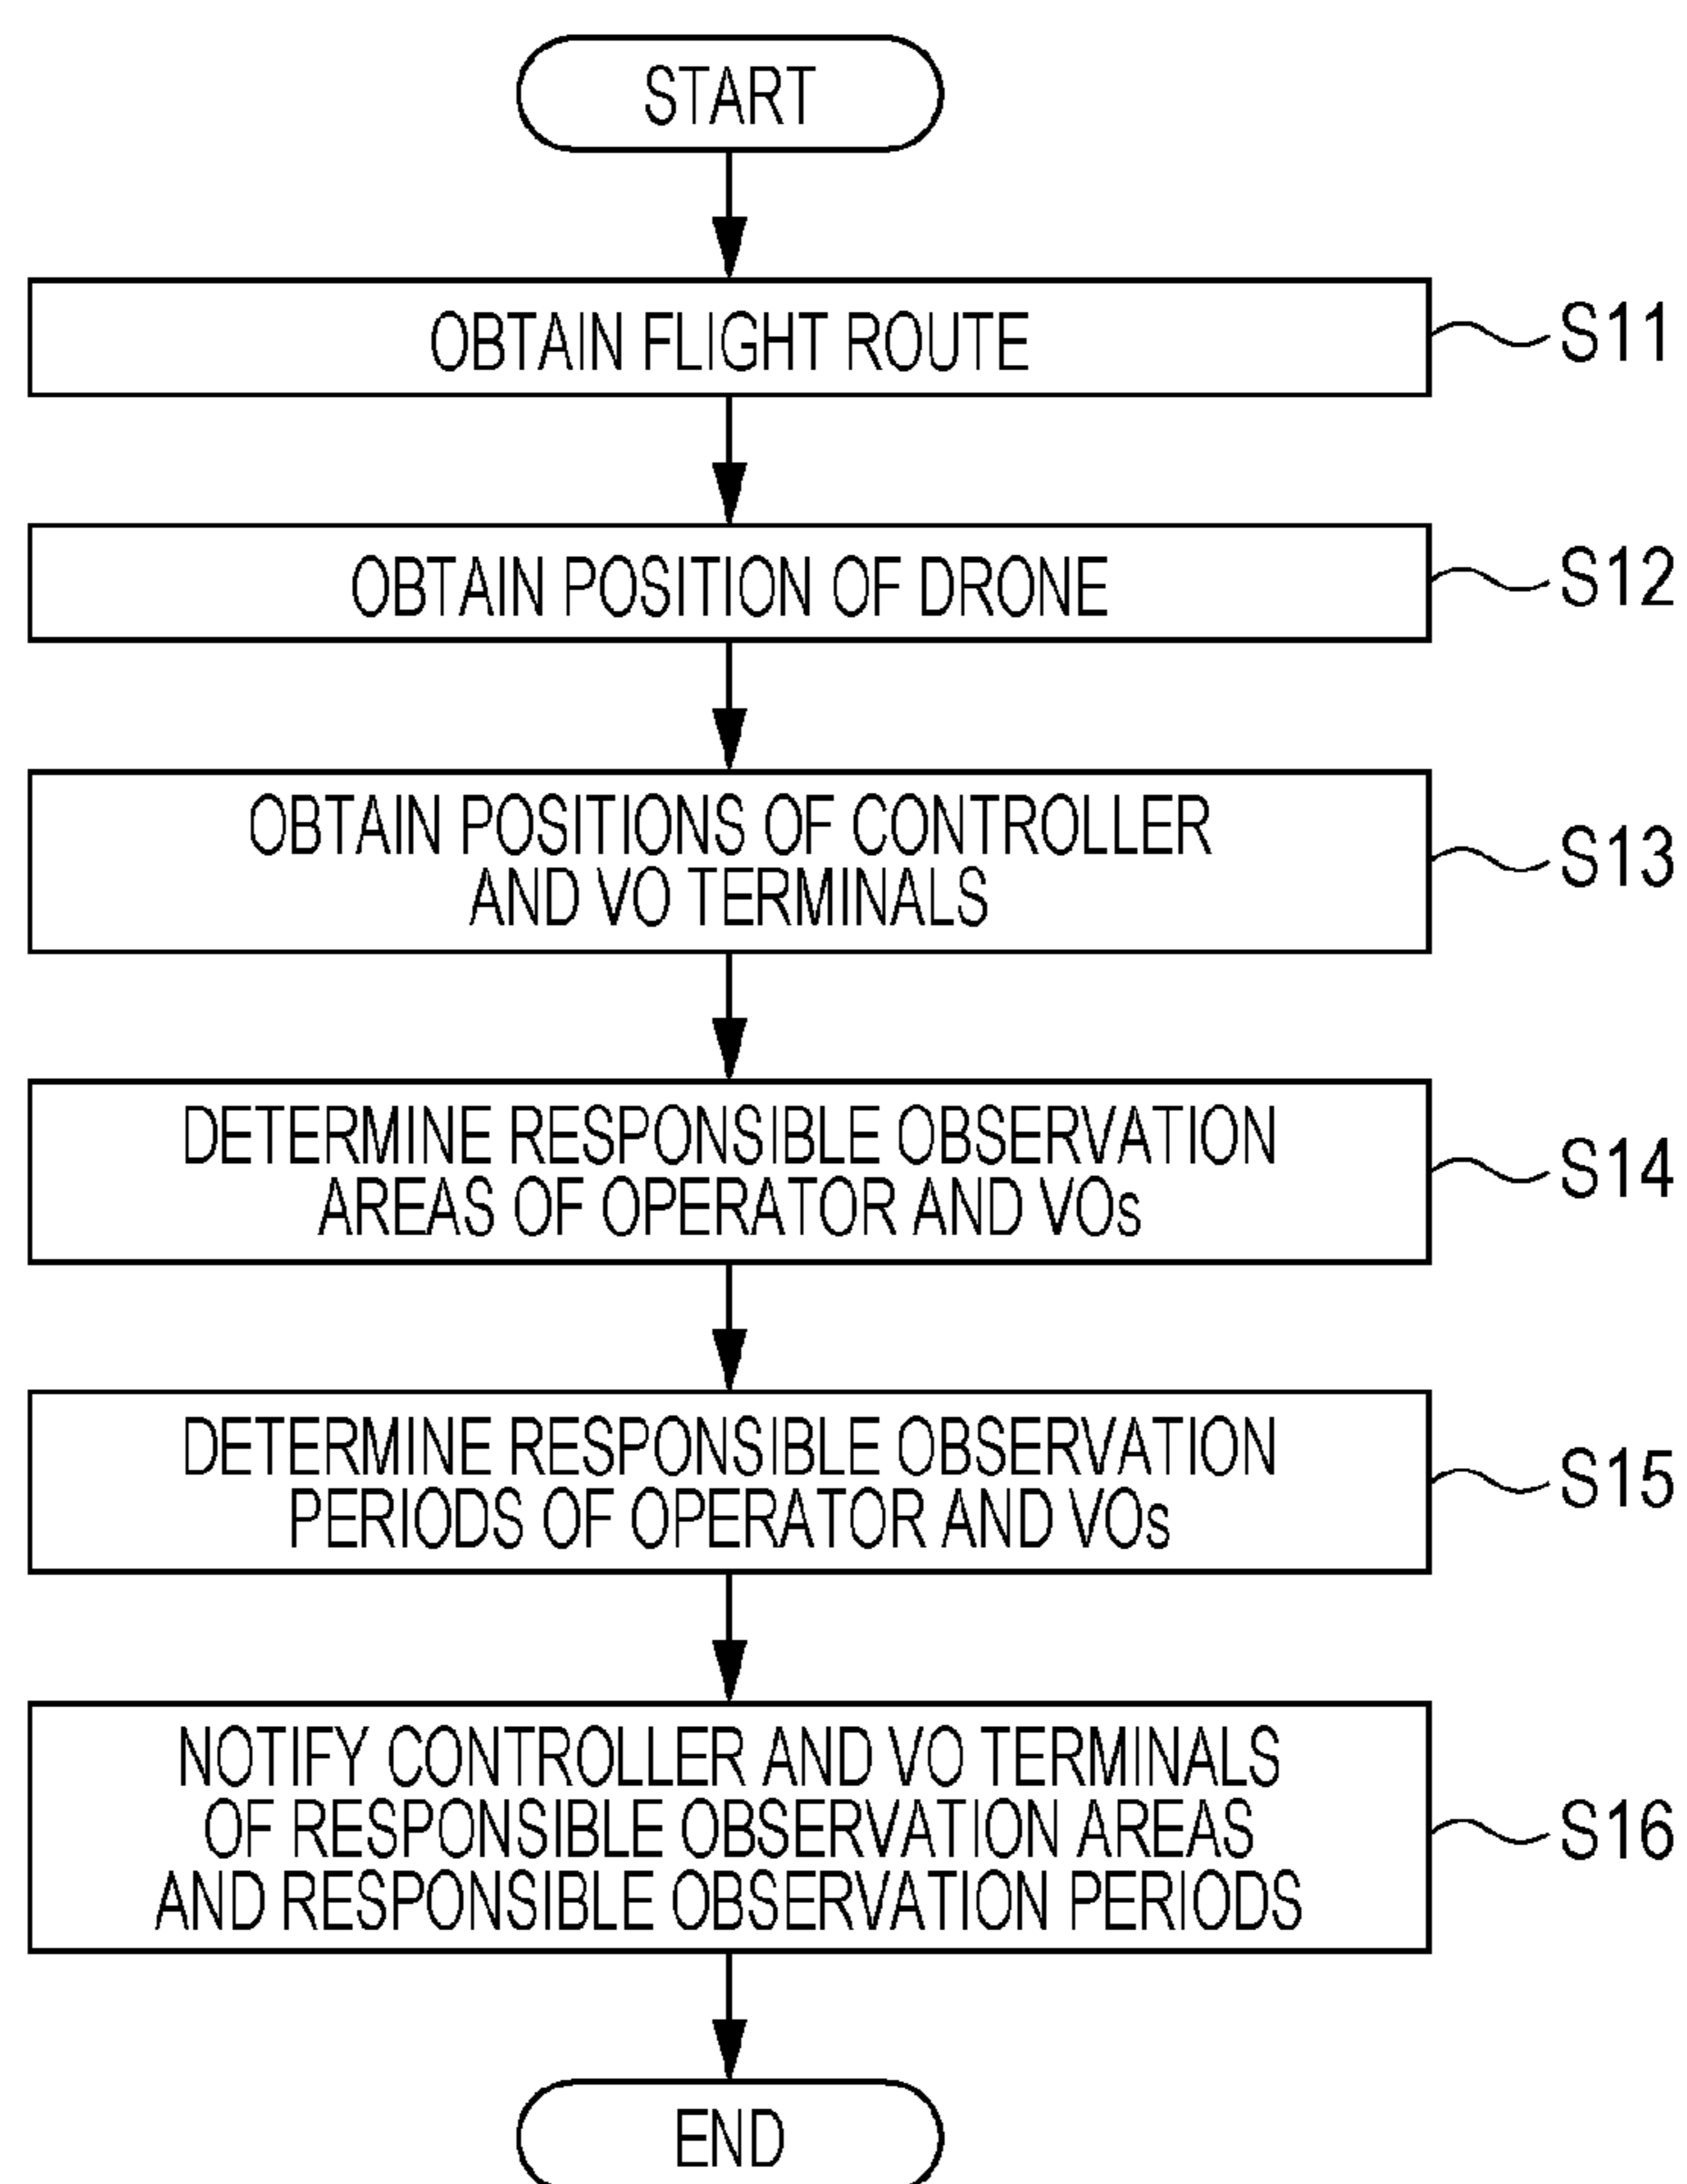 START
OBTAIN FLIGHT ROUTE
S11
OBTAIN POSITION OF DRONE
S12
OBTAIN POSITIONS OF CONTROLLER
AND VO TERMINALS
S13
DETERMINE RESPONSIBLE OBSERVATION
AREAS OF OPERATOR AND VOs
S14
DETERMINE RESPONSIBLE OBSERVATION
PERIODS OF OPERATOR AND VOs
S15
NOTIFY CONTROLLER AND VO TERMINALS
OF RESPONSIBLE OBSERVATION AREAS
AND RESPONSIBLE OBSERVATION PERIODS
S16
END